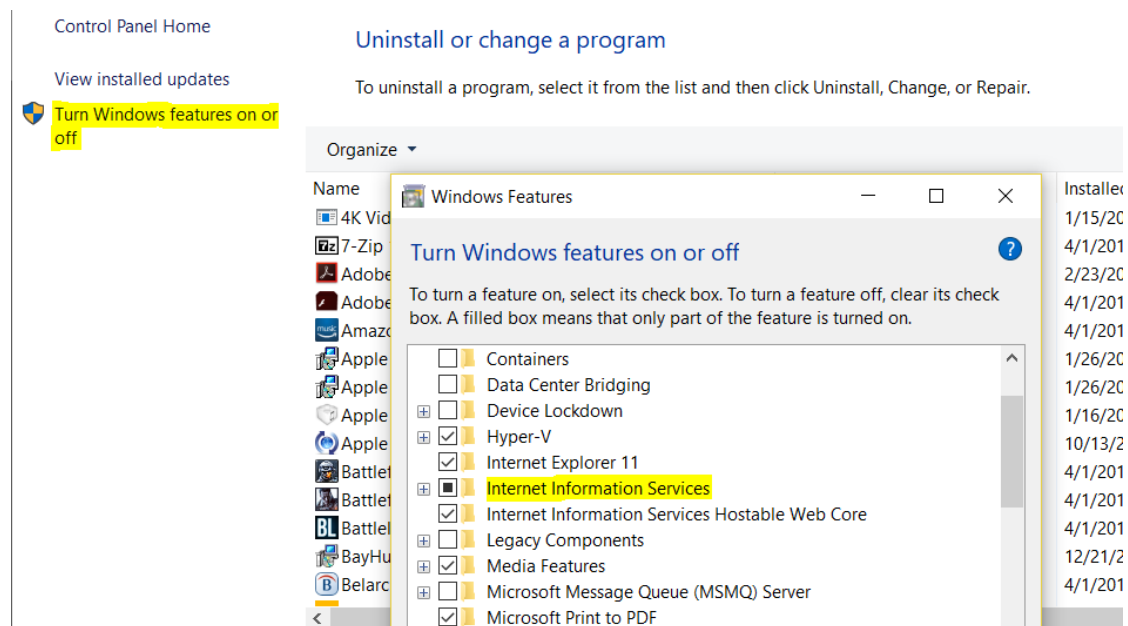 Control Panel Home
View installed updates
Turn Windows features on or
off
Uninstall or change a program
To uninstall a program, select it from the list and then click Uninstall, Change, or Repair.
Organize
Name
Installed
4K Vid
1/15/20
7-Zip
4/1/201
Adobe
2/23/20
Adobe
4/1/201
Amazo
4/1/201
Apple
1/26/20
Apple
1/26/20
Apple
1/16/20
Apple
10/13/2
Battlef
4/1/201
Battlef
4/1/201
Battlel
4/1/201
BayHu
12/21/2
Belarc
4/1/201
Windows Features
Turn Windows features on or off
To turn a feature on, select its check box. To turn a feature off, clear its check
box. A filled box means that only part of the feature is turned on.
Containers
Data Center Bridging
Device Lockdown
Hyper-V
Internet Explorer 11
Internet Information Services
Internet Information Services Hostable Web Core
Legacy Components
Media Features
Microsoft Message Queue (MSMQ) Server
Microsoft Print to PDF